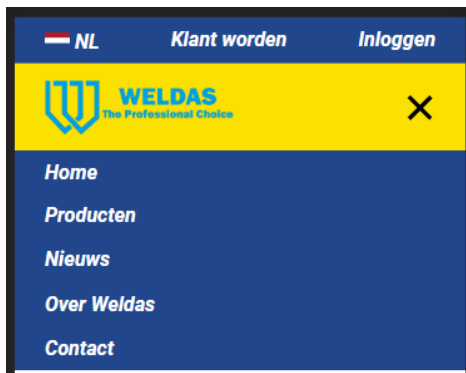 NL Klant worden Inloggen
WELDAS
The Professional Choice
Home
Producten
Nieuws
Over Weldas
Contact